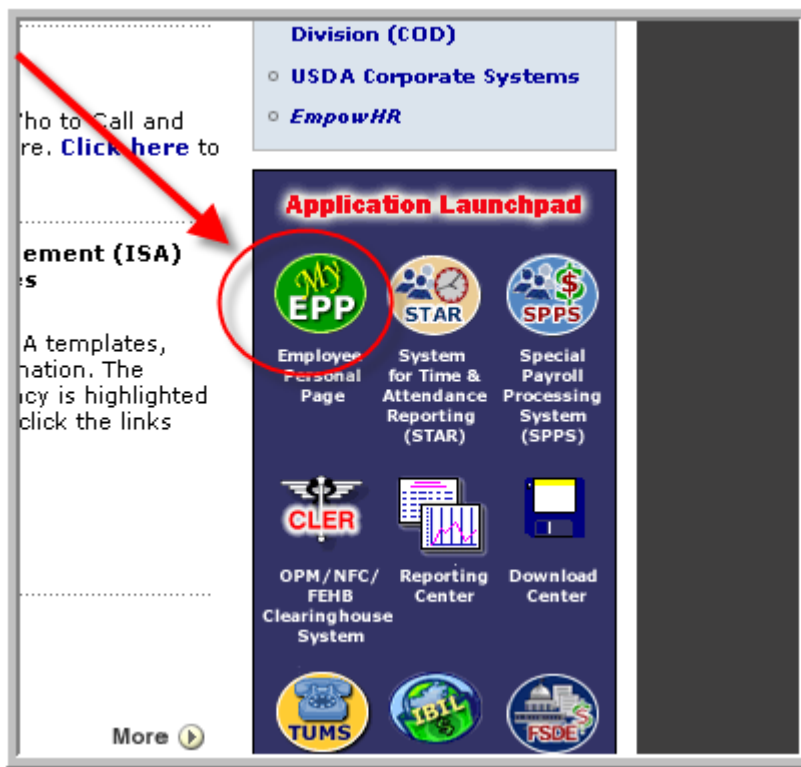 Division (COD)
USDA Corporate Systems
EmpowHR
ho to Call and
re. Click here to
ement (ISA)
s
A templates,
nation. The
ncy is highlighted
click the links
More
Application Launchpad
My
EPP
Employee
Personal
Page
STAR
System
for Time &
Attendance
Reporting
(STAR)
SPPS
Special
Payroll
Processing
System
(SPPS)
CLER
OPM/NFC/
FEHB
Clearinghouse
System
Reporting
Center
Download
Center
TUMS
IBIL
FSDE